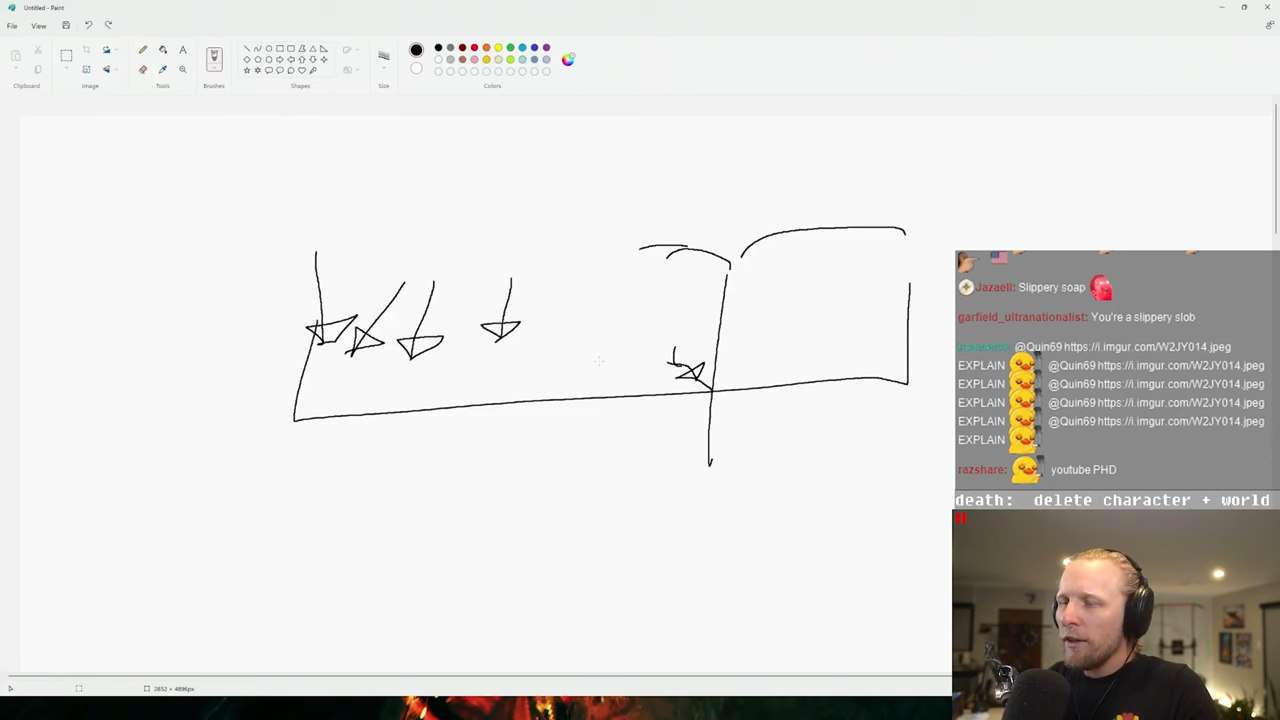 Untitled - Paint
File View
Clipboard Image Tools Brushes Shapes Size Colors
Jazaell: Slippery soap
garfield_ultranationalist: You're a slippery slob
@Quin69 https://i.imgur.com/W2JY014.jpeg
EXPLAIN @Quin69 https://i.imgur.com/W2JY014.jpeg
EXPLAIN @Quin69 https://i.imgur.com/W2JY014.jpeg
EXPLAIN @Quin69 https://i.imgur.com/W2JY014.jpeg
EXPLAIN @Quin69 https://i.imgur.com/W2JY014.jpeg
EXPLAIN
razshare: youtube PHD
death: delete character + world
2852 × 4896px